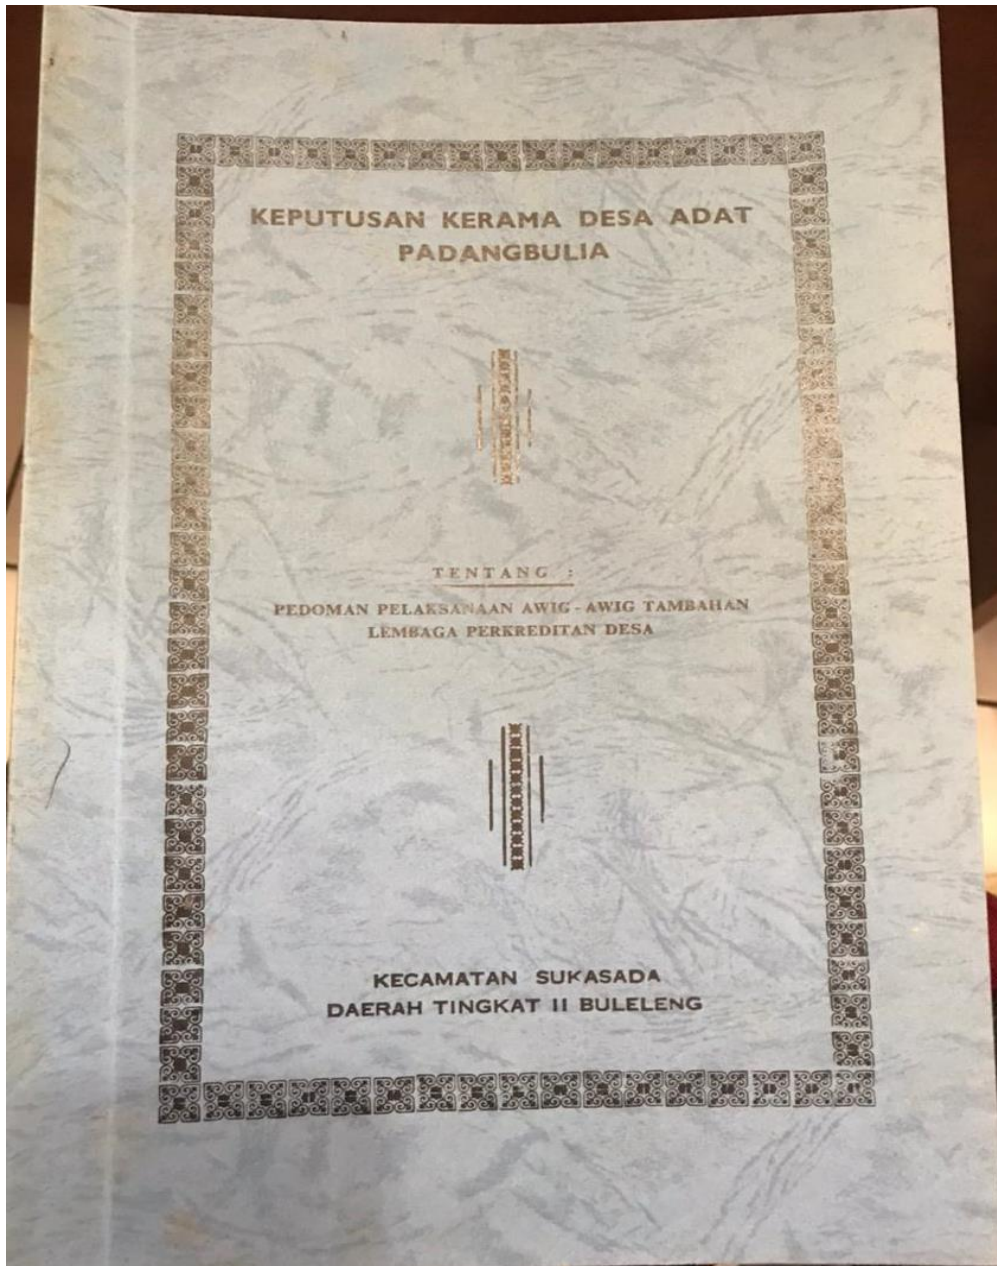 KEPUTUSAN KERAMA DESA ADAT
PADANGBULIA
TENTANG :
PEDOMAN PELAKSANAAN AWIG - AWIG TAMBAHAN
LEMBAGA PERKREDITAN DESA
KECAMATAN SUKASADA
DAERAH TINGKAT II BULELENG